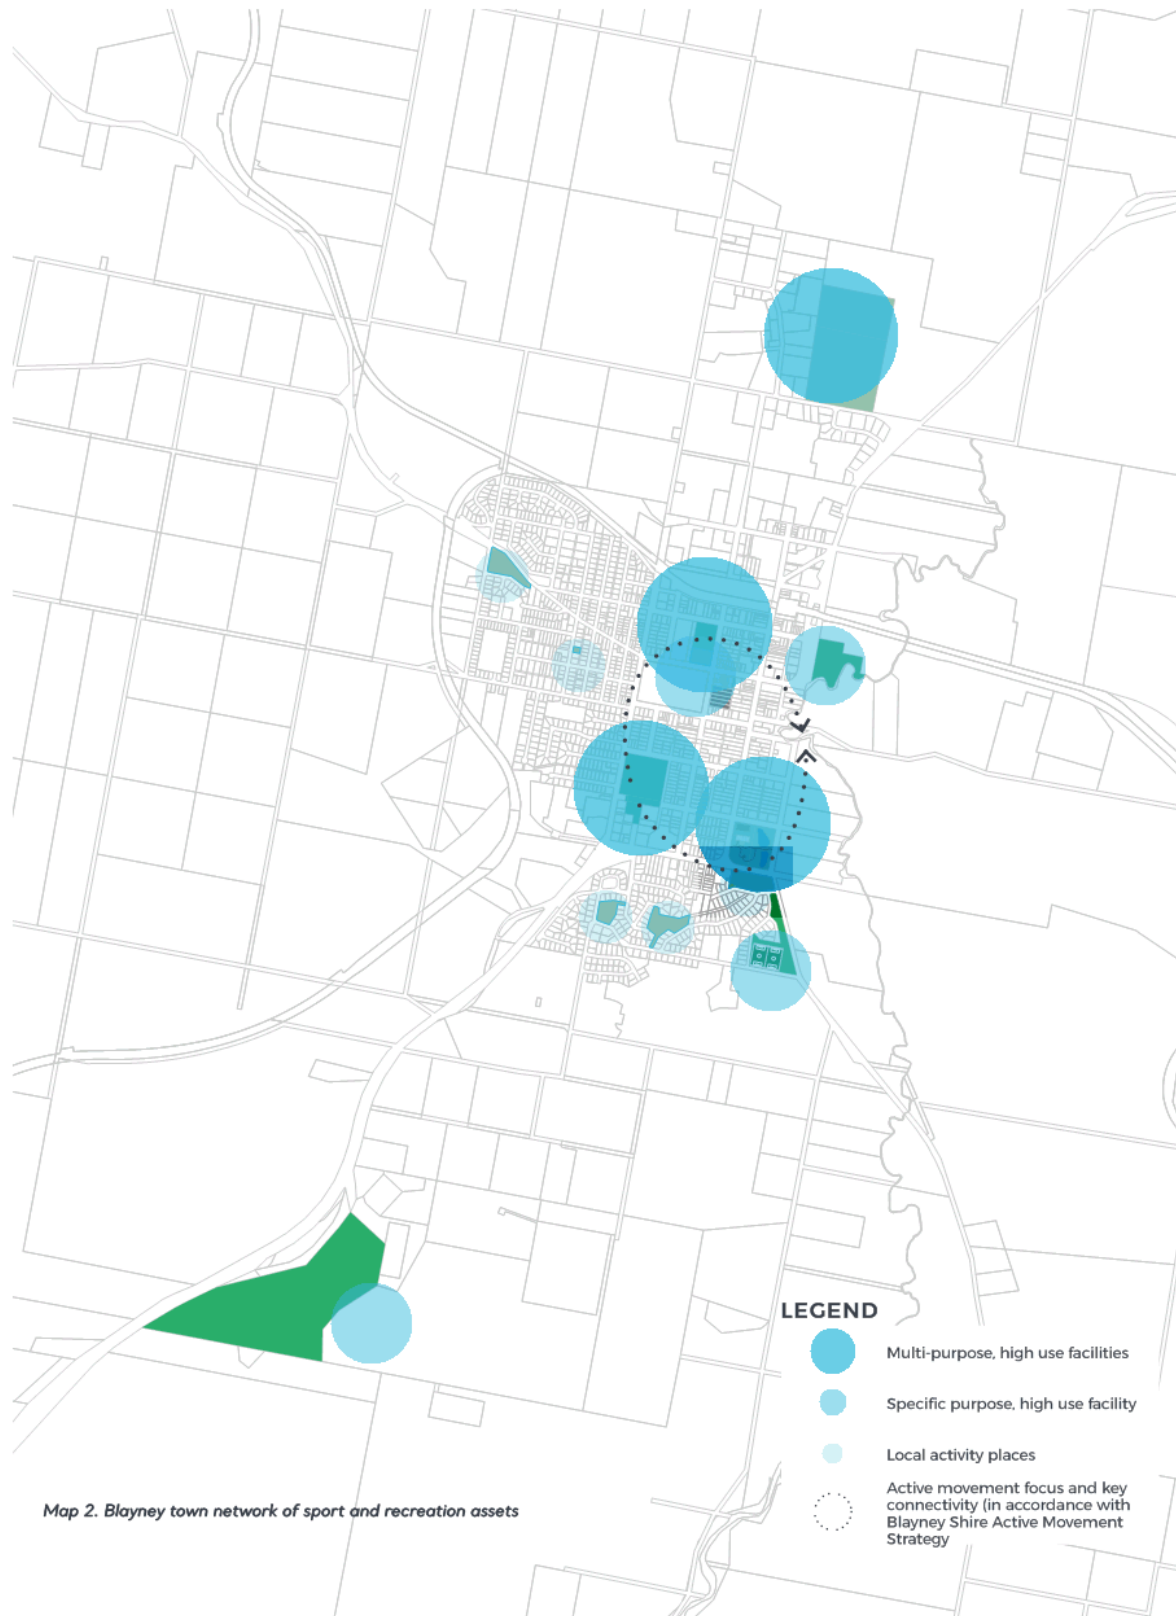 LEGEND
Multi-purpose, high use facilities
Specific purpose, high use facility
Local activity places
Active movement focus and key
connectivity (in accordance with
Blayney Shire Active Movement
Strategy
Map 2. Blayney town network of sport and recreation assets